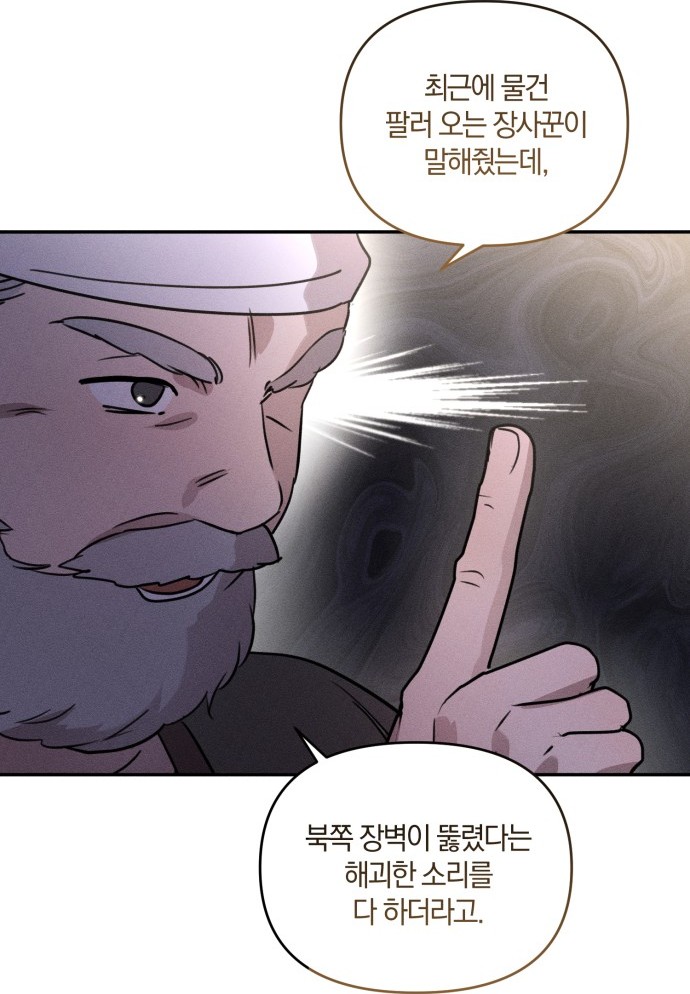 최근에 물건
팔러 오는 장사꾼이
말해줬는데,
북쪽 장벽이 뚫렸다는
해괴한 소리를
다 하더라고.